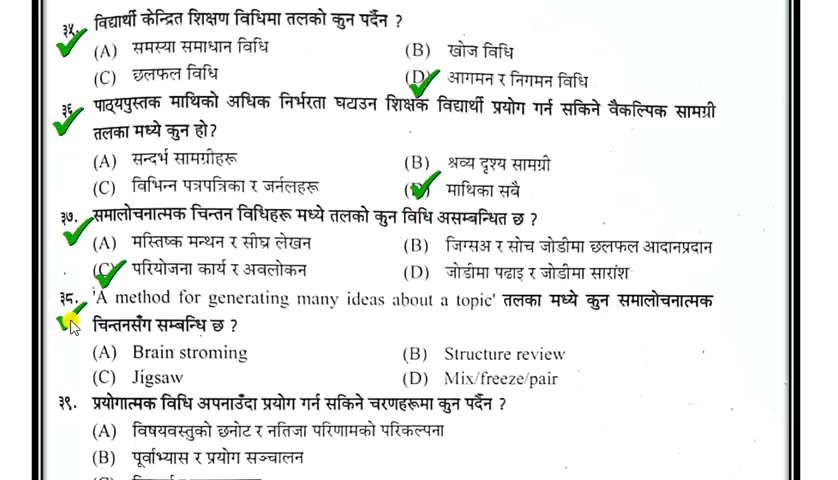 ३५. विद्यार्थी केन्द्रित शिक्षण विधिमा तलको कुन पर्दैन ?
(A) समस्या समाधान विधि (B) खोज विधि
(C) छलफल विधि (D) आगमन र निगमन विधि
३६. पाठ्यपुस्तक माथिको अधिक निर्भरता घटाउन शिक्षक विद्यार्थी प्रयोग गर्न सकिने वैकल्पिक सामग्री
तलका मध्ये कुन हो?
(A) सन्दर्भ सामग्रीहरू (B) श्रव्य दृश्य सामग्री
(C) विभिन्न पत्रपत्रिका र जर्नलहरू (D) माथिका सबै
३७. समालोचनात्मक चिन्तन विधिहरू मध्ये तलको कुन विधि असम्बन्धित छ ?
(A) मस्तिष्क मन्थन र सीघ्र लेखन (B) जिग्सअ र सोच जोडीमा छलफल आदानप्रदान
(C) परियोजना कार्य र अवलोकन (D) जोडीमा पढाइ र जोडीमा सारांश
३८. 'A method for generating many ideas about a topic' तलका मध्ये कुन समालोचनात्मक
चिन्तनसँग सम्बन्धि छ ?
(A) Brain stroming (B) Structure review
(C) Jigsaw (D) Mix/freeze/pair
३९. प्रयोगात्मक विधि अपनाउँदा प्रयोग गर्न सकिने चरणहरूमा कुन पर्दैन ?
(A) विषयवस्तुको छनोट र नतिजा परिणामको परिकल्पना
(B) पूर्वाभ्यास र प्रयोग सञ्चालन